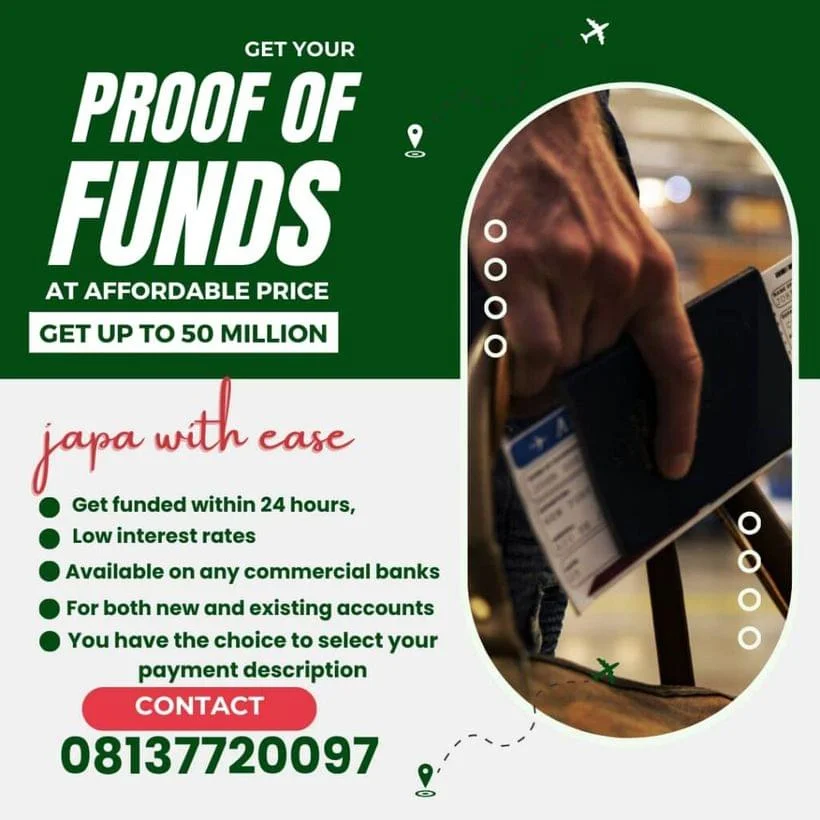 GET YOUR
PROOF OF
FUNDS
AT AFFORDABLE PRICE
GET UP TO 50 MILLION
japa with ease
Get funded within 24 hours,
Low interest rates
Available on any commercial banks
For both new and existing accounts
You have the choice to select your
payment description
CONTACT
08137720097